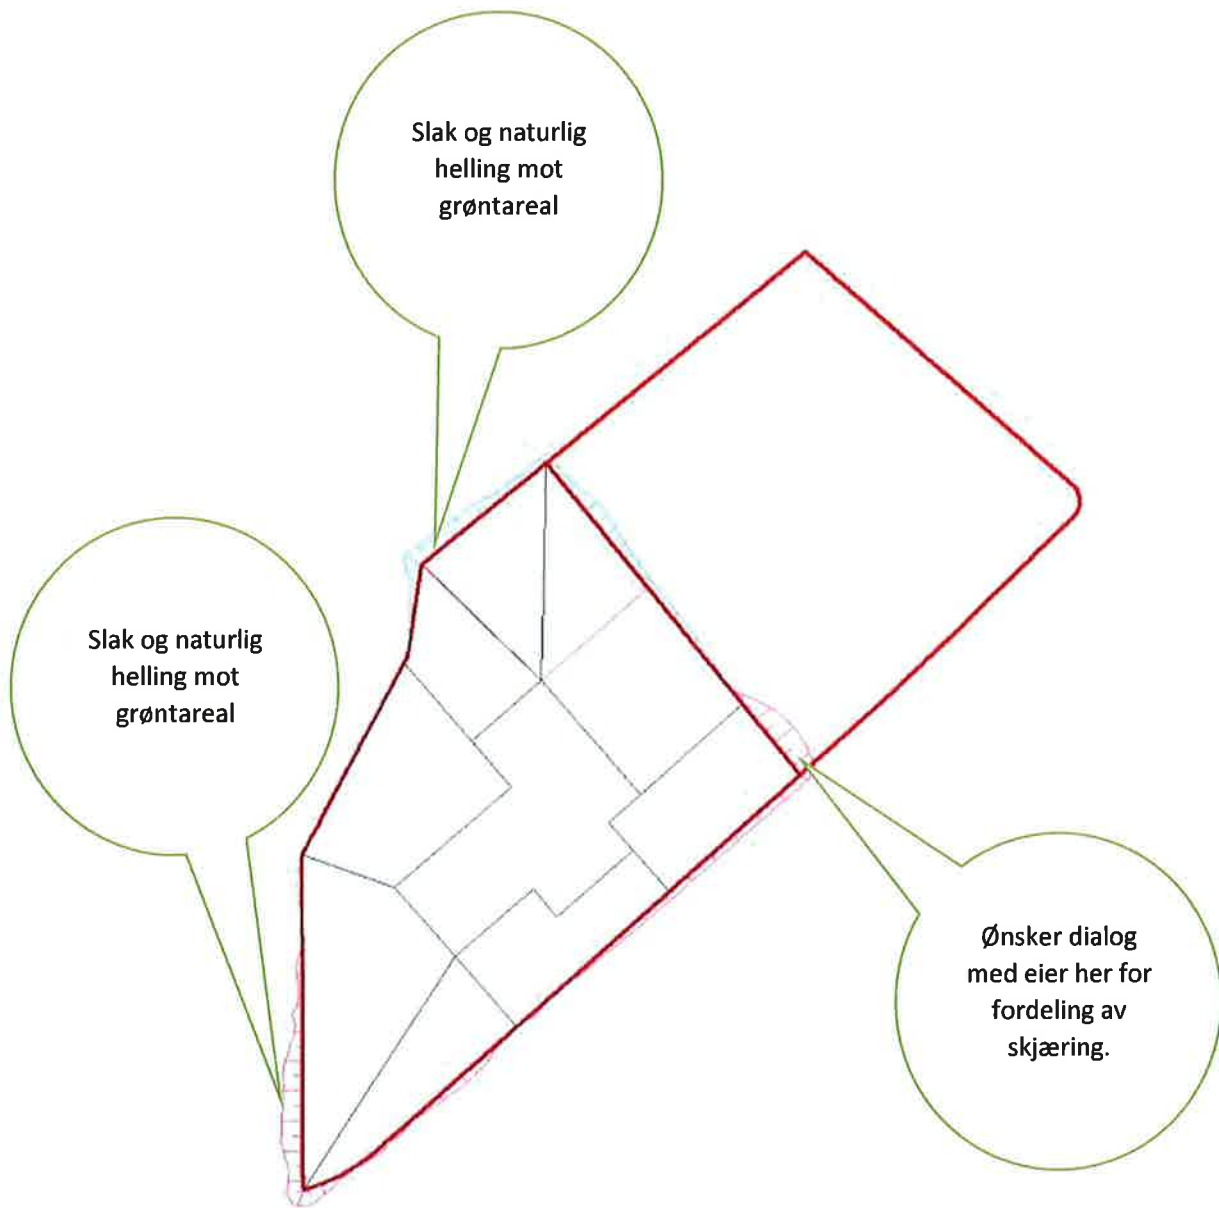 Slak og naturlig
helling mot
grøntareal
Slak og naturlig
helling mot
grøntareal
Ønsker dialog
med eier her for
fordeling av
skjæring.